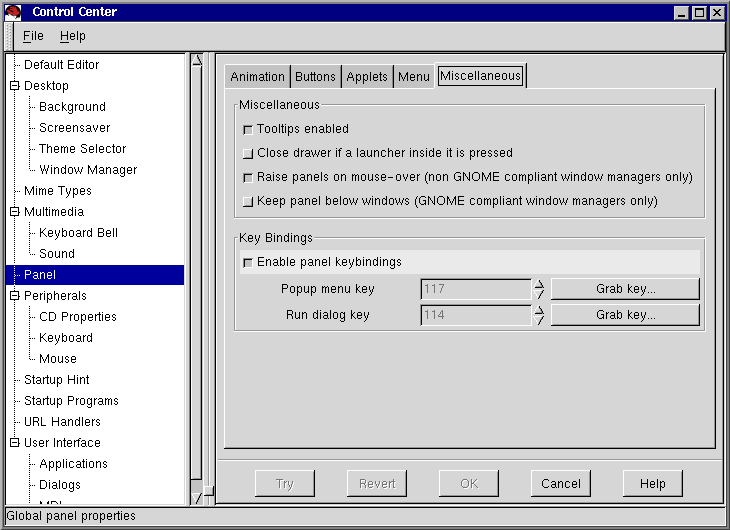 Control Center
File Help
Default Editor
Desktop
Background
Screensaver
Theme Selector
Window Manager
Mime Types
Multimedia
Keyboard Bell
Sound
Panel
Peripherals
CD Properties
Keyboard
Mouse
Startup Hint
Startup Programs
URL Handlers
User Interface
Applications
Dialogs
MDI
Animation Buttons Applets Menu Miscellaneous
Miscellaneous
Tooltips enabled
Close drawer if a launcher inside it is pressed
Raise panels on mouse-over (non GNOME compliant window managers only)
Keep panel below windows (GNOME compliant window managers only)
Key Bindings
Enable panel keybindings
Popup menu key 117 Grab key...
Run dialog key 114 Grab key...
Try Revert OK Cancel Help
Global panel properties